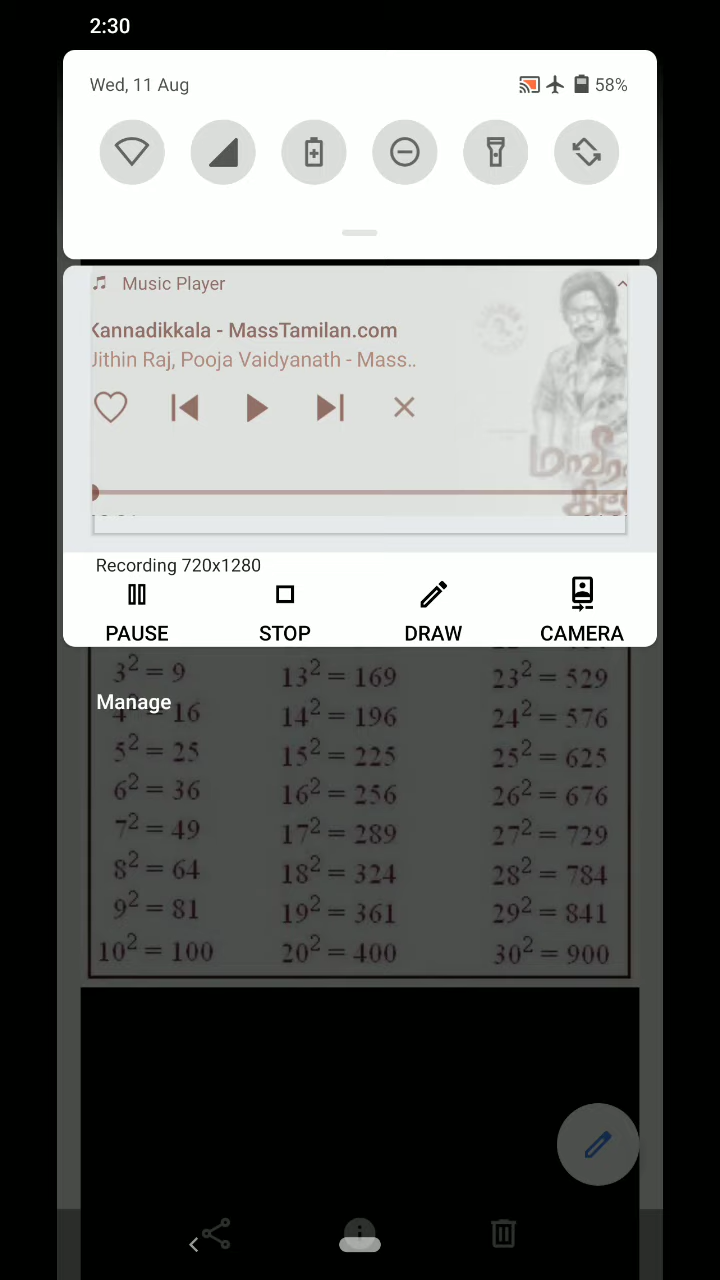 2:30
Wed, 11 Aug
58%
Music Player
Kannadikkala - MassTamilan.com
Jithin Raj, Pooja Vaidyanath - Mass..
மாவீர
கிட்
Recording 720x1280
PAUSE STOP DRAW CAMERA
Manage
3² = 9 13² = 169 23² = 529
4² = 16 14² = 196 24² = 576
5² = 25 15² = 225 25² = 625
6² = 36 16² = 256 26² = 676
7² = 49 17² = 289 27² = 729
8² = 64 18² = 324 28² = 784
9² = 81 19² = 361 29² = 841
10² = 100 20² = 400 30² = 900